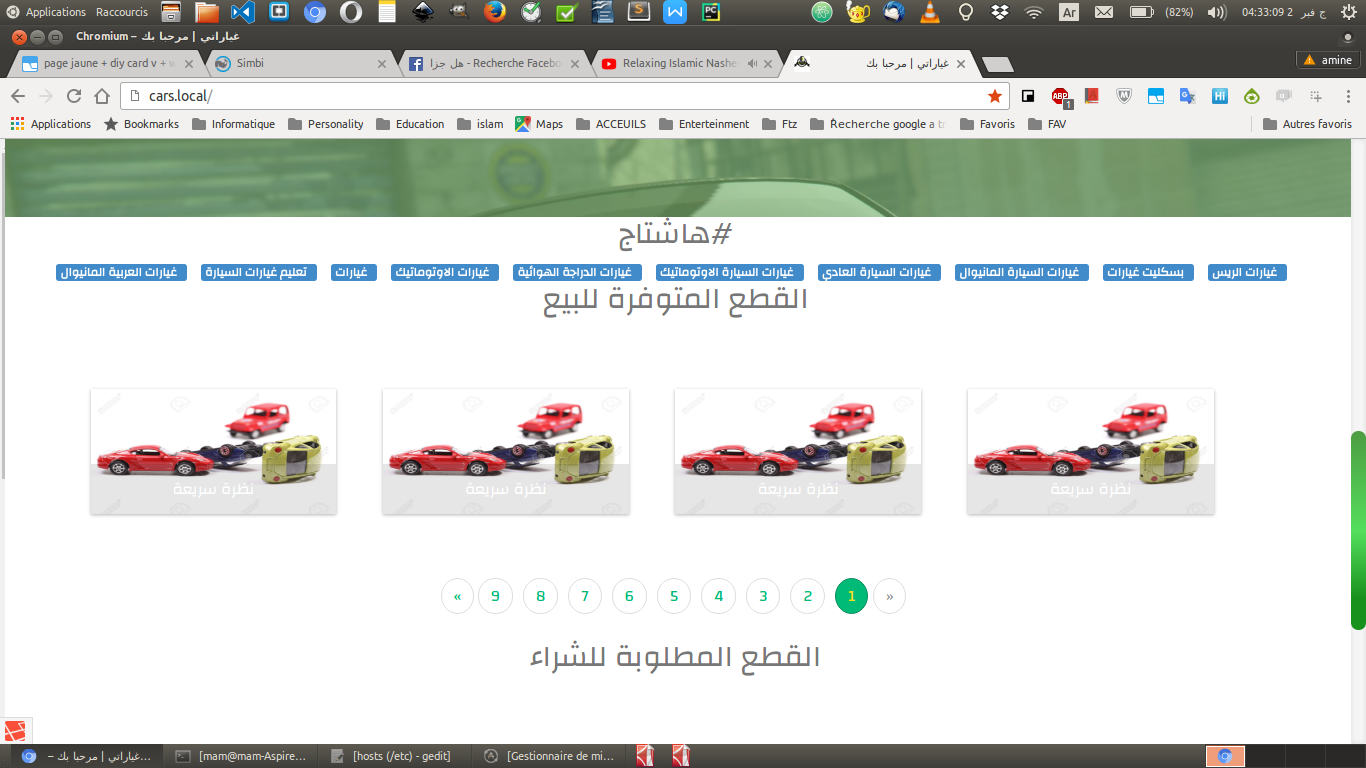 Applications Raccourcis Ar (82%) 04:33:09 2 ج فبر
Chromium – غياراتي | مرحبا بك
page jaune + diy card v + w
Simbi
هل جزا - Recherche Facebo
Relaxing Islamic Nashe
غياراتي | مرحبا بك
amine
cars.local/
ABP 1 Hi
Applications Bookmarks Informatique Personality Education islam Maps ACCEUILS Enterteinment Ftz Recherche google a tr Favoris FAV Autres favoris
#هاشتاج
غيارات الريس
بسكليت غيارات
غيارات السيارة المانيوال
غيارات السيارة العادي
غيارات السيارة الاوتوماتيك
غيارات الدراجة الهوائية
غيارات الاوتوماتيك
غيارات
تعليم غيارات السيارة
غيارات العربية المانيوال
القطع المتوفرة للبيع
نظرة سريعة
نظرة سريعة
نظرة سريعة
نظرة سريعة
» 1 2 3 4 5 6 7 8 9 «
القطع المطلوبة للشراء
غياراتي | مرحبا بك –...
[mam@mam-Aspire...
[hosts (/etc) - gedit]
[Gestionnaire de mi...